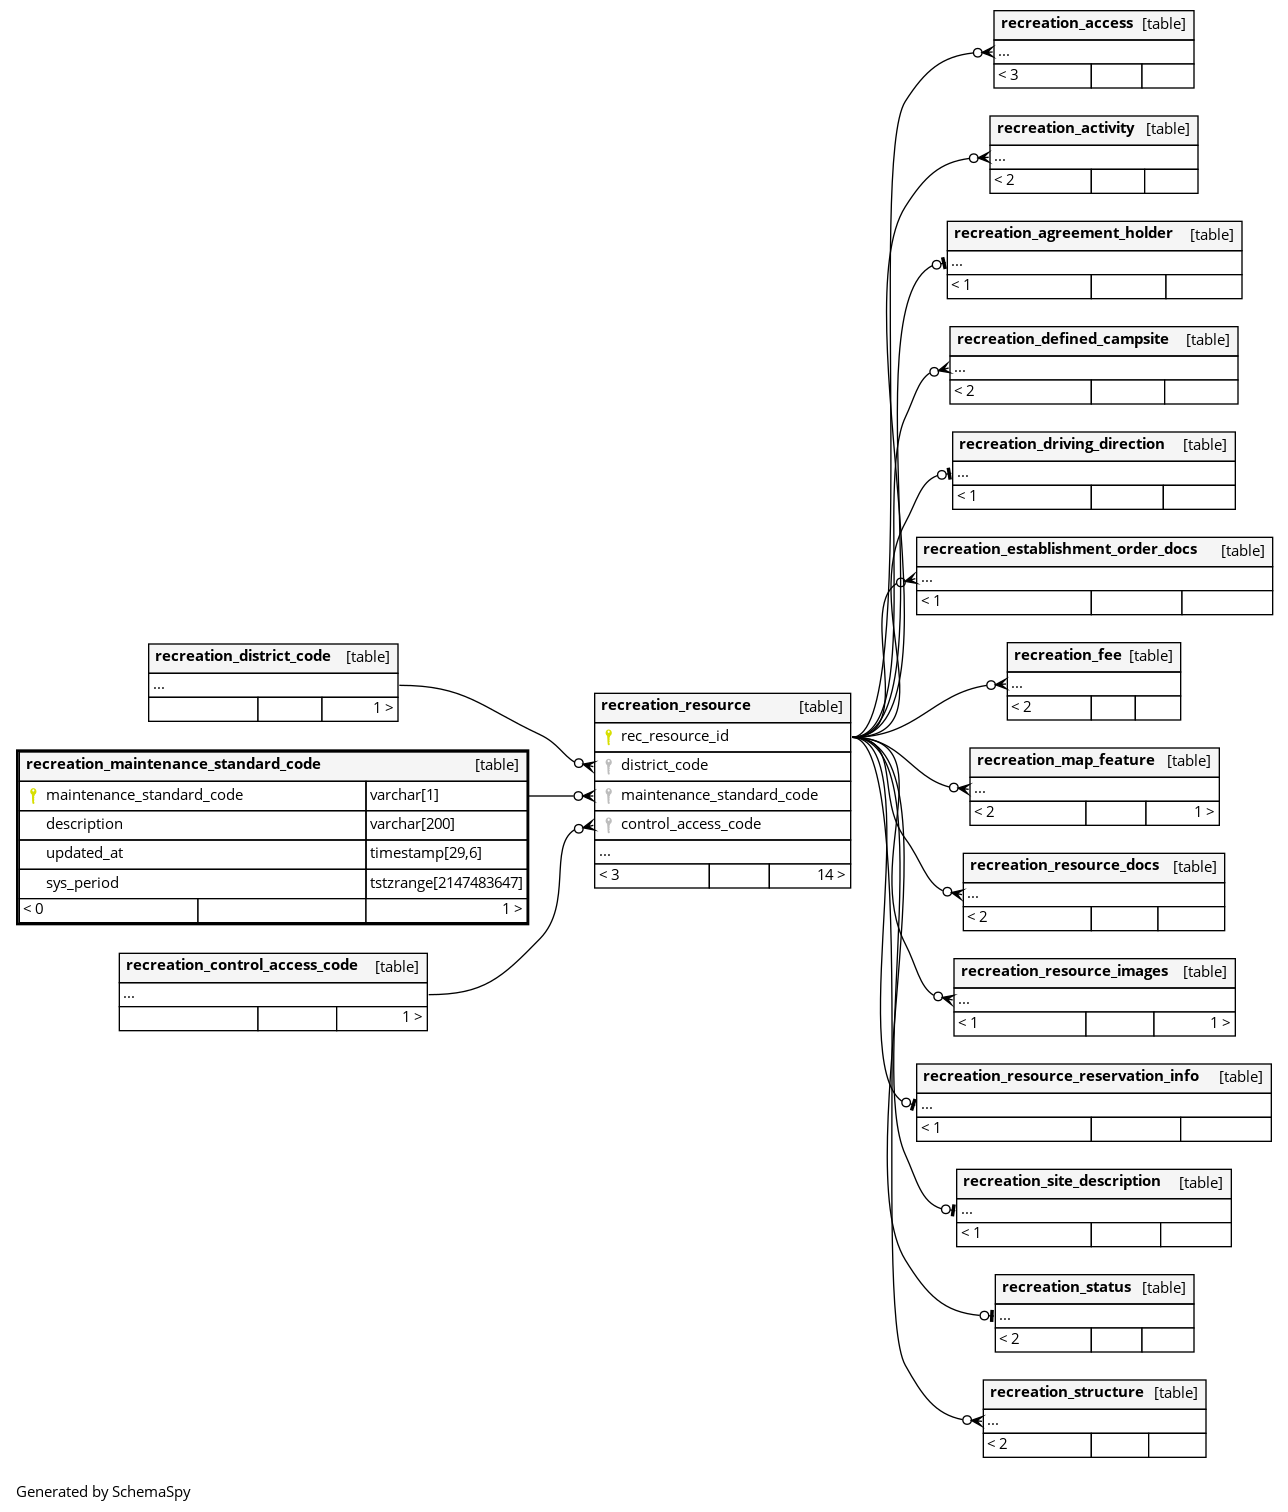 recreation_access [table]
...
< 3
recreation_activity [table]
...
< 2
recreation_agreement_holder [table]
...
< 1
recreation_defined_campsite [table]
...
< 2
recreation_driving_direction [table]
...
< 1
recreation_establishment_order_docs [table]
...
< 1
recreation_fee [table]
...
< 2
recreation_map_feature [table]
...
< 2 1 >
recreation_resource_docs [table]
...
< 2
recreation_resource_images [table]
...
< 1 1 >
recreation_resource_reservation_info [table]
...
< 1
recreation_site_description [table]
...
< 1
recreation_status [table]
...
< 2
recreation_structure [table]
...
< 2
recreation_district_code [table]
...
1 >
recreation_maintenance_standard_code [table]
maintenance_standard_code varchar[1]
description varchar[200]
updated_at timestamp[29,6]
sys_period tstzrange[2147483647]
< 0 1 >
recreation_control_access_code [table]
...
1 >
recreation_resource [table]
rec_resource_id
district_code
maintenance_standard_code
control_access_code
...
< 3 14 >
Generated by SchemaSpy